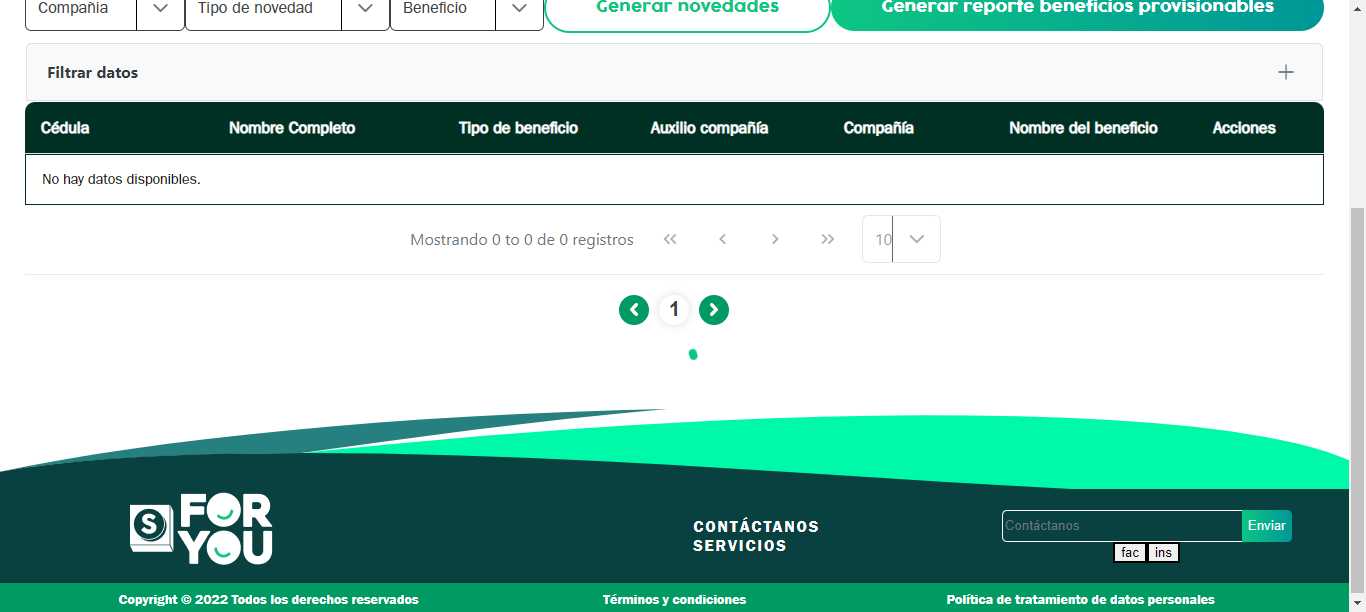 Compañia Tipo de novedad Beneficio Generar novedades Generar reporte beneficios provisionables
Filtrar datos
Cédula Nombre Completo Tipo de beneficio Auxilio compañía Compañía Nombre del beneficio Acciones
No hay datos disponibles.
Mostrando 0 to 0 de 0 registros 10
1
S FOR YOU
CONTÁCTANOS
SERVICIOS
Contáctanos Enviar
fac ins
Copyright © 2022 Todos los derechos reservados Términos y condiciones Política de tratamiento de datos personales